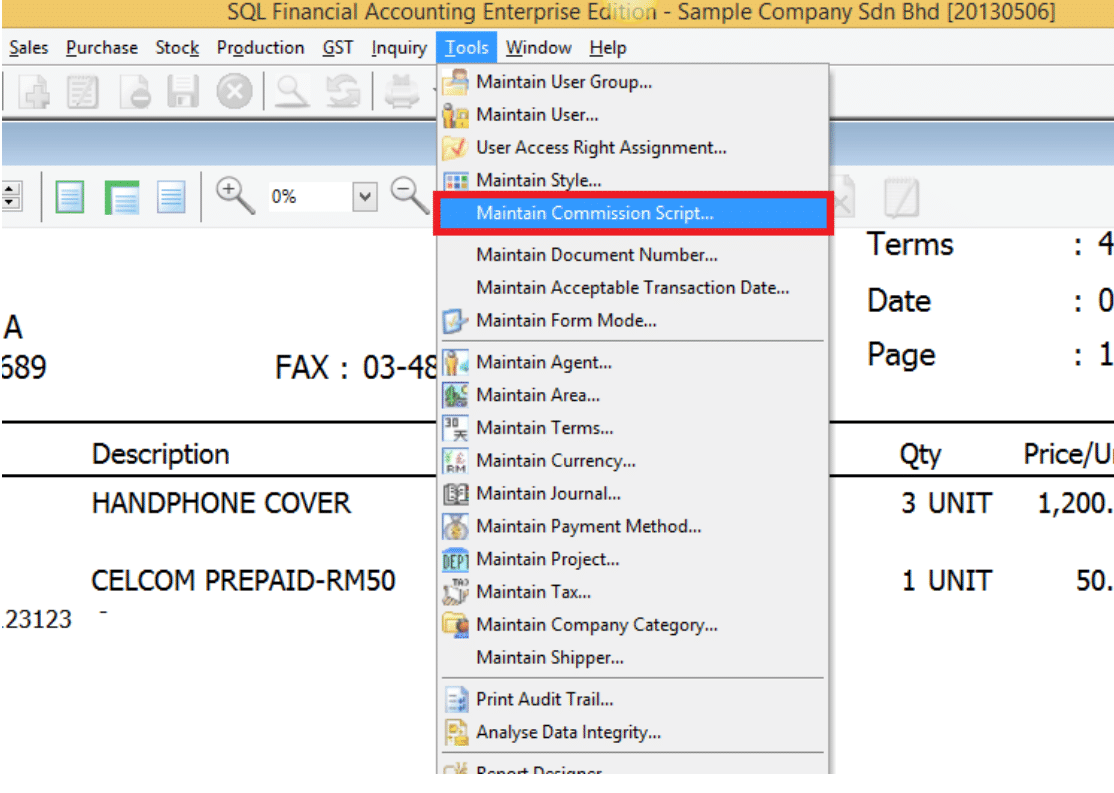 SQL Financial Accounting Enterprise Edition - Sample Company Sdn Bhd [20130506]
Sales Purchase Stock Production GST Inquiry Tools Window Help
Maintain User Group...
Maintain User...
User Access Right Assignment...
Maintain Style...
0%
Maintain Commission Script...
Maintain Document Number...
Maintain Acceptable Transaction Date...
Maintain Form Mode...
Maintain Agent...
Maintain Area...
Maintain Terms...
Maintain Currency...
Maintain Journal...
Maintain Payment Method...
Maintain Project...
Maintain Tax...
Maintain Company Category...
Maintain Shipper...
Print Audit Trail...
Analyse Data Integrity...
Report Designer
30
天
RM
DEPT
TAX
Terms : 4
Date : 0
Page : 1
A
689 FAX : 03-48
Description Qty Price/U
HANDPHONE COVER 3 UNIT 1,200.
CELCOM PREPAID-RM50 1 UNIT 50.
.23123 -